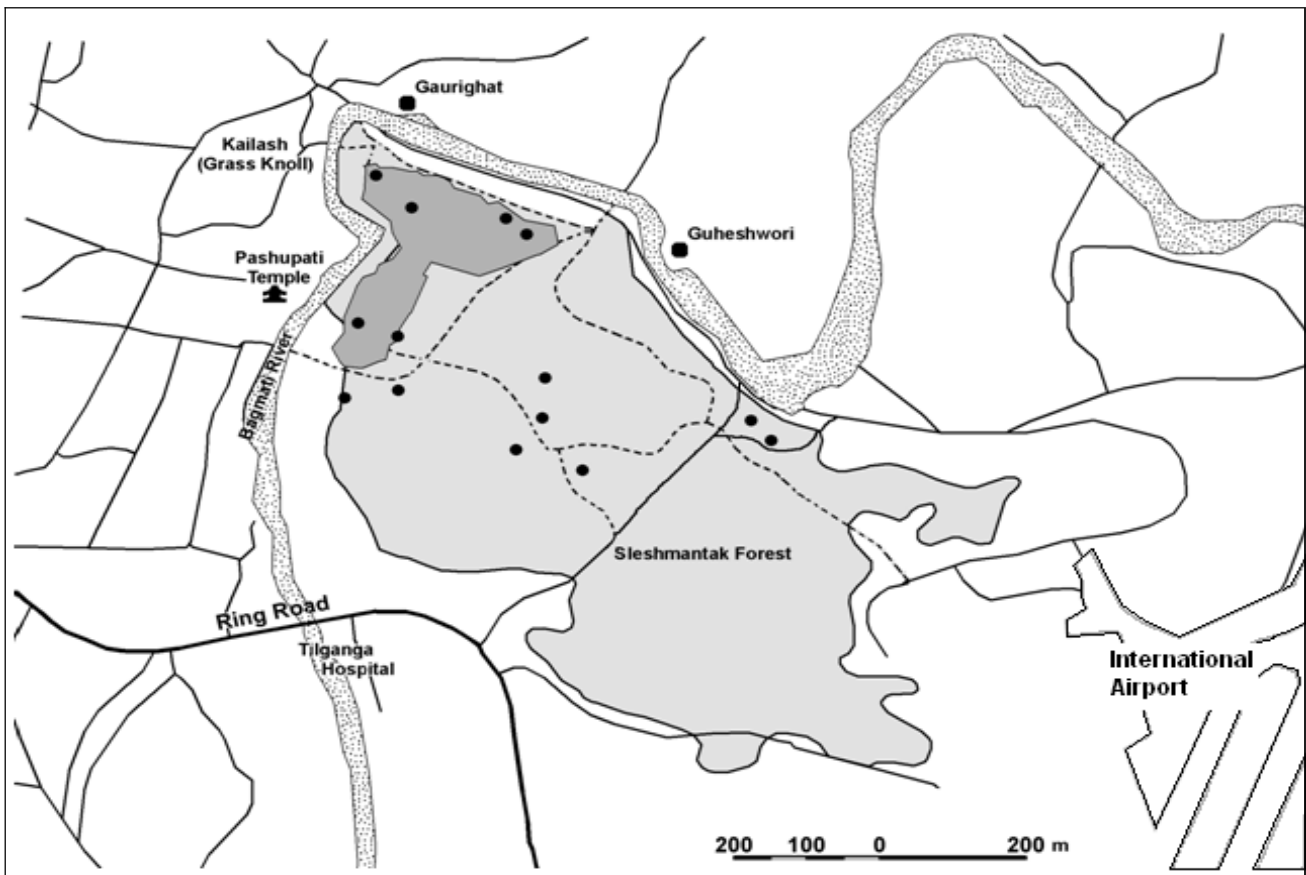 Gaurighat
Kailash
(Grass Knoll)
Guheshwori
Pashupati
Temple
Bagmati River
Sleshmantak Forest
Ring Road
Tilganga
Hospital
International
Airport
200 100 0 200 m